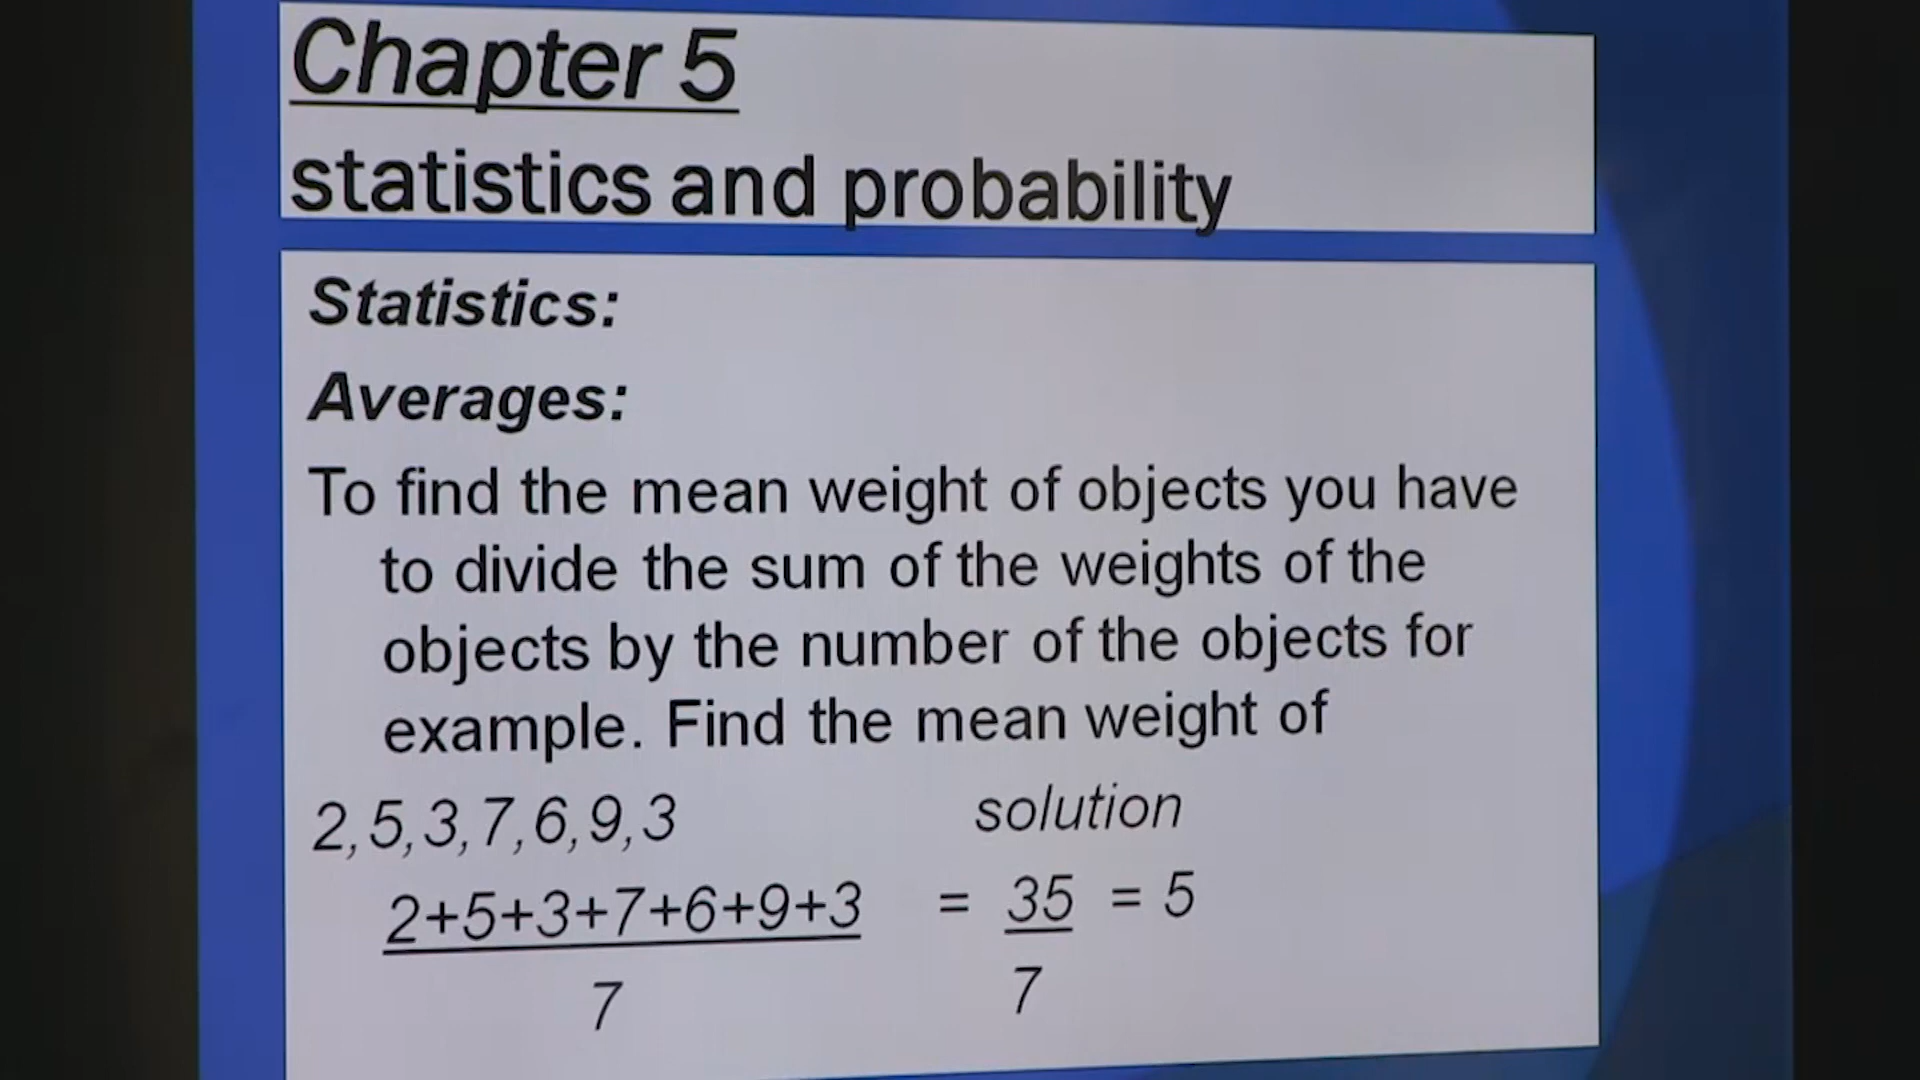 Chapter 5
statistics and probability
Statistics:
Averages:
To find the mean weight of objects you have
to divide the sum of the weights of the
objects by the number of the objects for
example. Find the mean weight of
2,5,3,7,6,9,3 solution
2+5+3+7+6+9+3 = 35 = 5
7 7